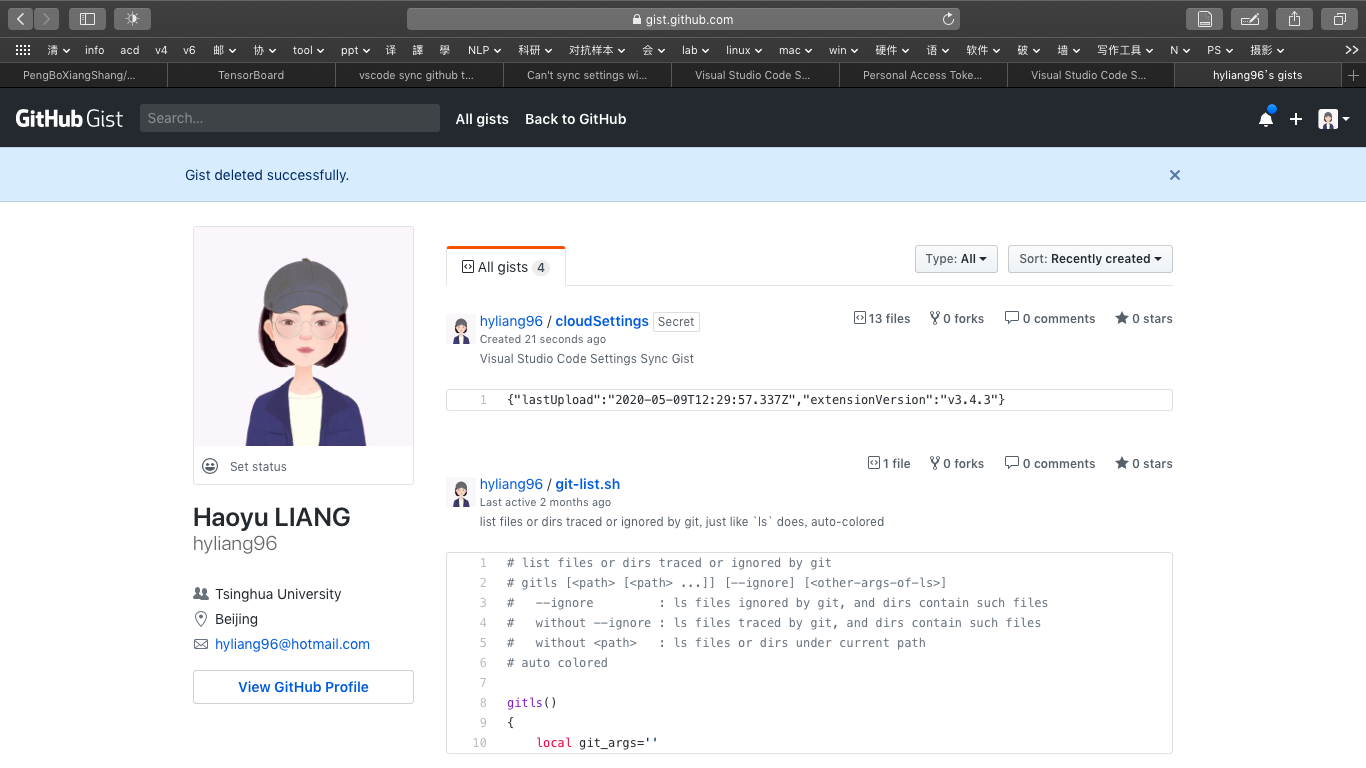 gist.github.com
清 info acd v4 v6 邮 协 tool ppt 译 譯 學 NLP 科研 对抗样本 会 lab linux mac win 硬件 语 软件 破 墙 写作工具 N PS 摄影 >>
PengBoXiangShang/... TensorBoard vscode sync github t... Can't sync settings wi... Visual Studio Code S... Personal Access Toke... Visual Studio Code S... hyliang96's gists
GitHub Gist Search... All gists Back to GitHub
Gist deleted successfully.
All gists 4 Type: All Sort: Recently created
hyliang96 / cloudSettings Secret 13 files 0 forks 0 comments 0 stars
Created 21 seconds ago
Visual Studio Code Settings Sync Gist
1 {"lastUpload":"2020-05-09T12:29:57.337Z","extensionVersion":"v3.4.3"}
1 file 0 forks 0 comments 0 stars
hyliang96 / git-list.sh
Last active 2 months ago
list files or dirs traced or ignored by git, just like `ls` does, auto-colored
1 # list files or dirs traced or ignored by git
2 # gitls [<path> [<path> ...]] [--ignore] [<other-args-of-ls>]
3 #   --ignore         : ls files ignored by git, and dirs contain such files
4 #   without --ignore : ls files traced by git, and dirs contain such files
5 #   without <path>   : ls files or dirs under current path
6 # auto colored
7
8 gitls()
9 {
10     local git_args=''
Set status
Haoyu LIANG
hyliang96
Tsinghua University
Beijing
hyliang96@hotmail.com
View GitHub Profile